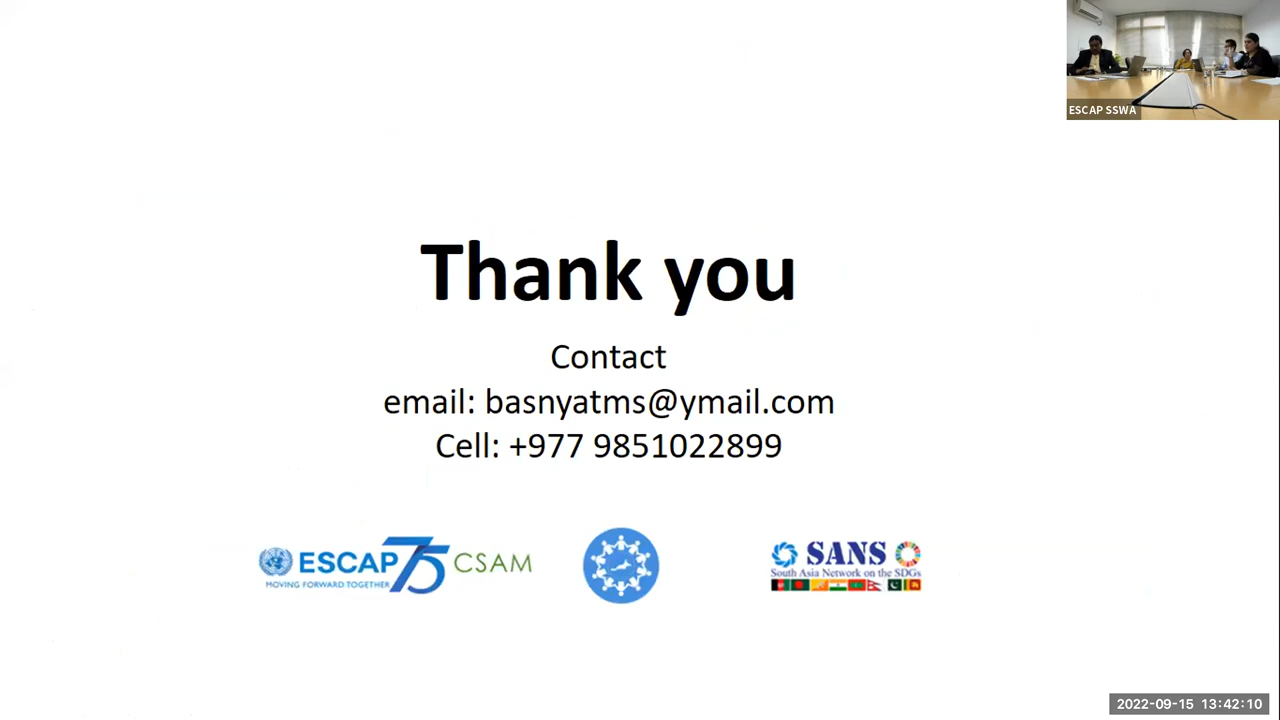 ESCAP SSWA
Thank you
Contact
email: basnyatms@ymail.com
Cell: +977 9851022899
ESCAP 75 CSAM
MOVING FORWARD TOGETHER
SANS
South Asia Network on the SDGs
2022-09-15 13:42:10